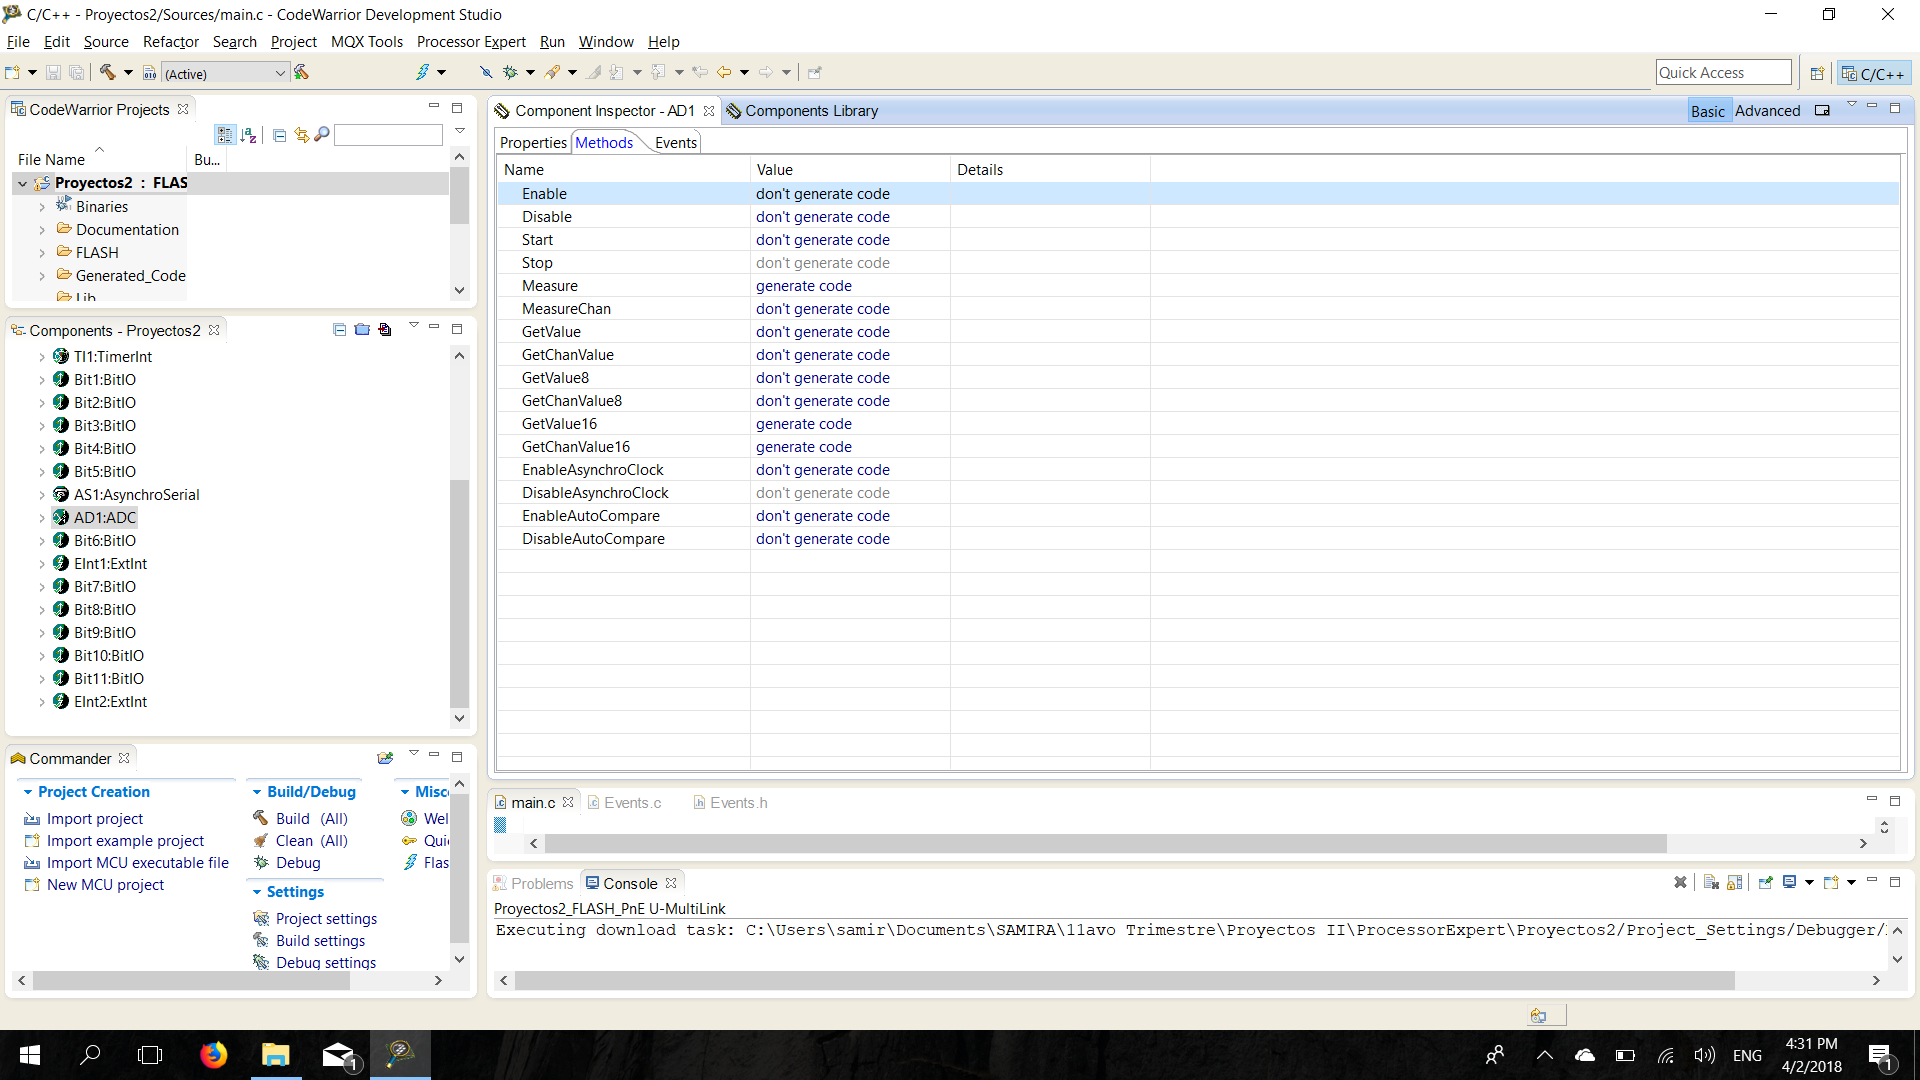 C/C++ - Proyectos2/Sources/main.c - CodeWarrior Development Studio
File Edit Source Refactor Search Project MQX Tools Processor Expert Run Window Help
(Active)
Quick Access
C/C++
CodeWarrior Projects
File Name Bu...
Proyectos2 : FLAS
Binaries
Documentation
FLASH
Generated_Code
Lib
Components - Proyectos2
TI1:TimerInt
Bit1:BitIO
Bit2:BitIO
Bit3:BitIO
Bit4:BitIO
Bit5:BitIO
AS1:AsynchroSerial
AD1:ADC
Bit6:BitIO
EInt1:ExtInt
Bit7:BitIO
Bit8:BitIO
Bit9:BitIO
Bit10:BitIO
Bit11:BitIO
EInt2:ExtInt
Commander
Project Creation
Import project
Import example project
Import MCU executable file
New MCU project
Build/Debug
Build (All)
Clean (All)
Debug
Settings
Project settings
Build settings
Debug settings
Misc
Wel
Quic
Flas
Component Inspector - AD1 Components Library Basic Advanced
Properties Methods Events
Name Value Details
Enable don't generate code
Disable don't generate code
Start don't generate code
Stop don't generate code
Measure generate code
MeasureChan don't generate code
GetValue don't generate code
GetChanValue don't generate code
GetValue8 don't generate code
GetChanValue8 don't generate code
GetValue16 generate code
GetChanValue16 generate code
EnableAsynchroClock don't generate code
DisableAsynchroClock don't generate code
EnableAutoCompare don't generate code
DisableAutoCompare don't generate code
main.c Events.c Events.h
Problems Console
Proyectos2_FLASH_PnE U-MultiLink
Executing download task: C:\Users\samir\Documents\SAMIRA\11avo Trimestre\Proyectos II\ProcessorExpert\Proyectos2/Project_Settings/Debugger/
1
ENG
4:31 PM
4/2/2018
1